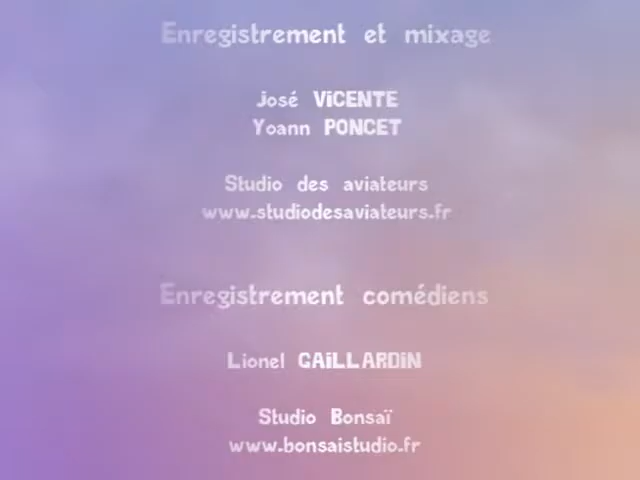 Enregistrement et mixage
José VICENTE
Yoann PONCET
Studio des aviateurs
www.studiodesaviateurs.fr
Enregistrement comédiens
Lionel GAILLARDIN
Studio Bonsaï
www.bonsaistudio.fr